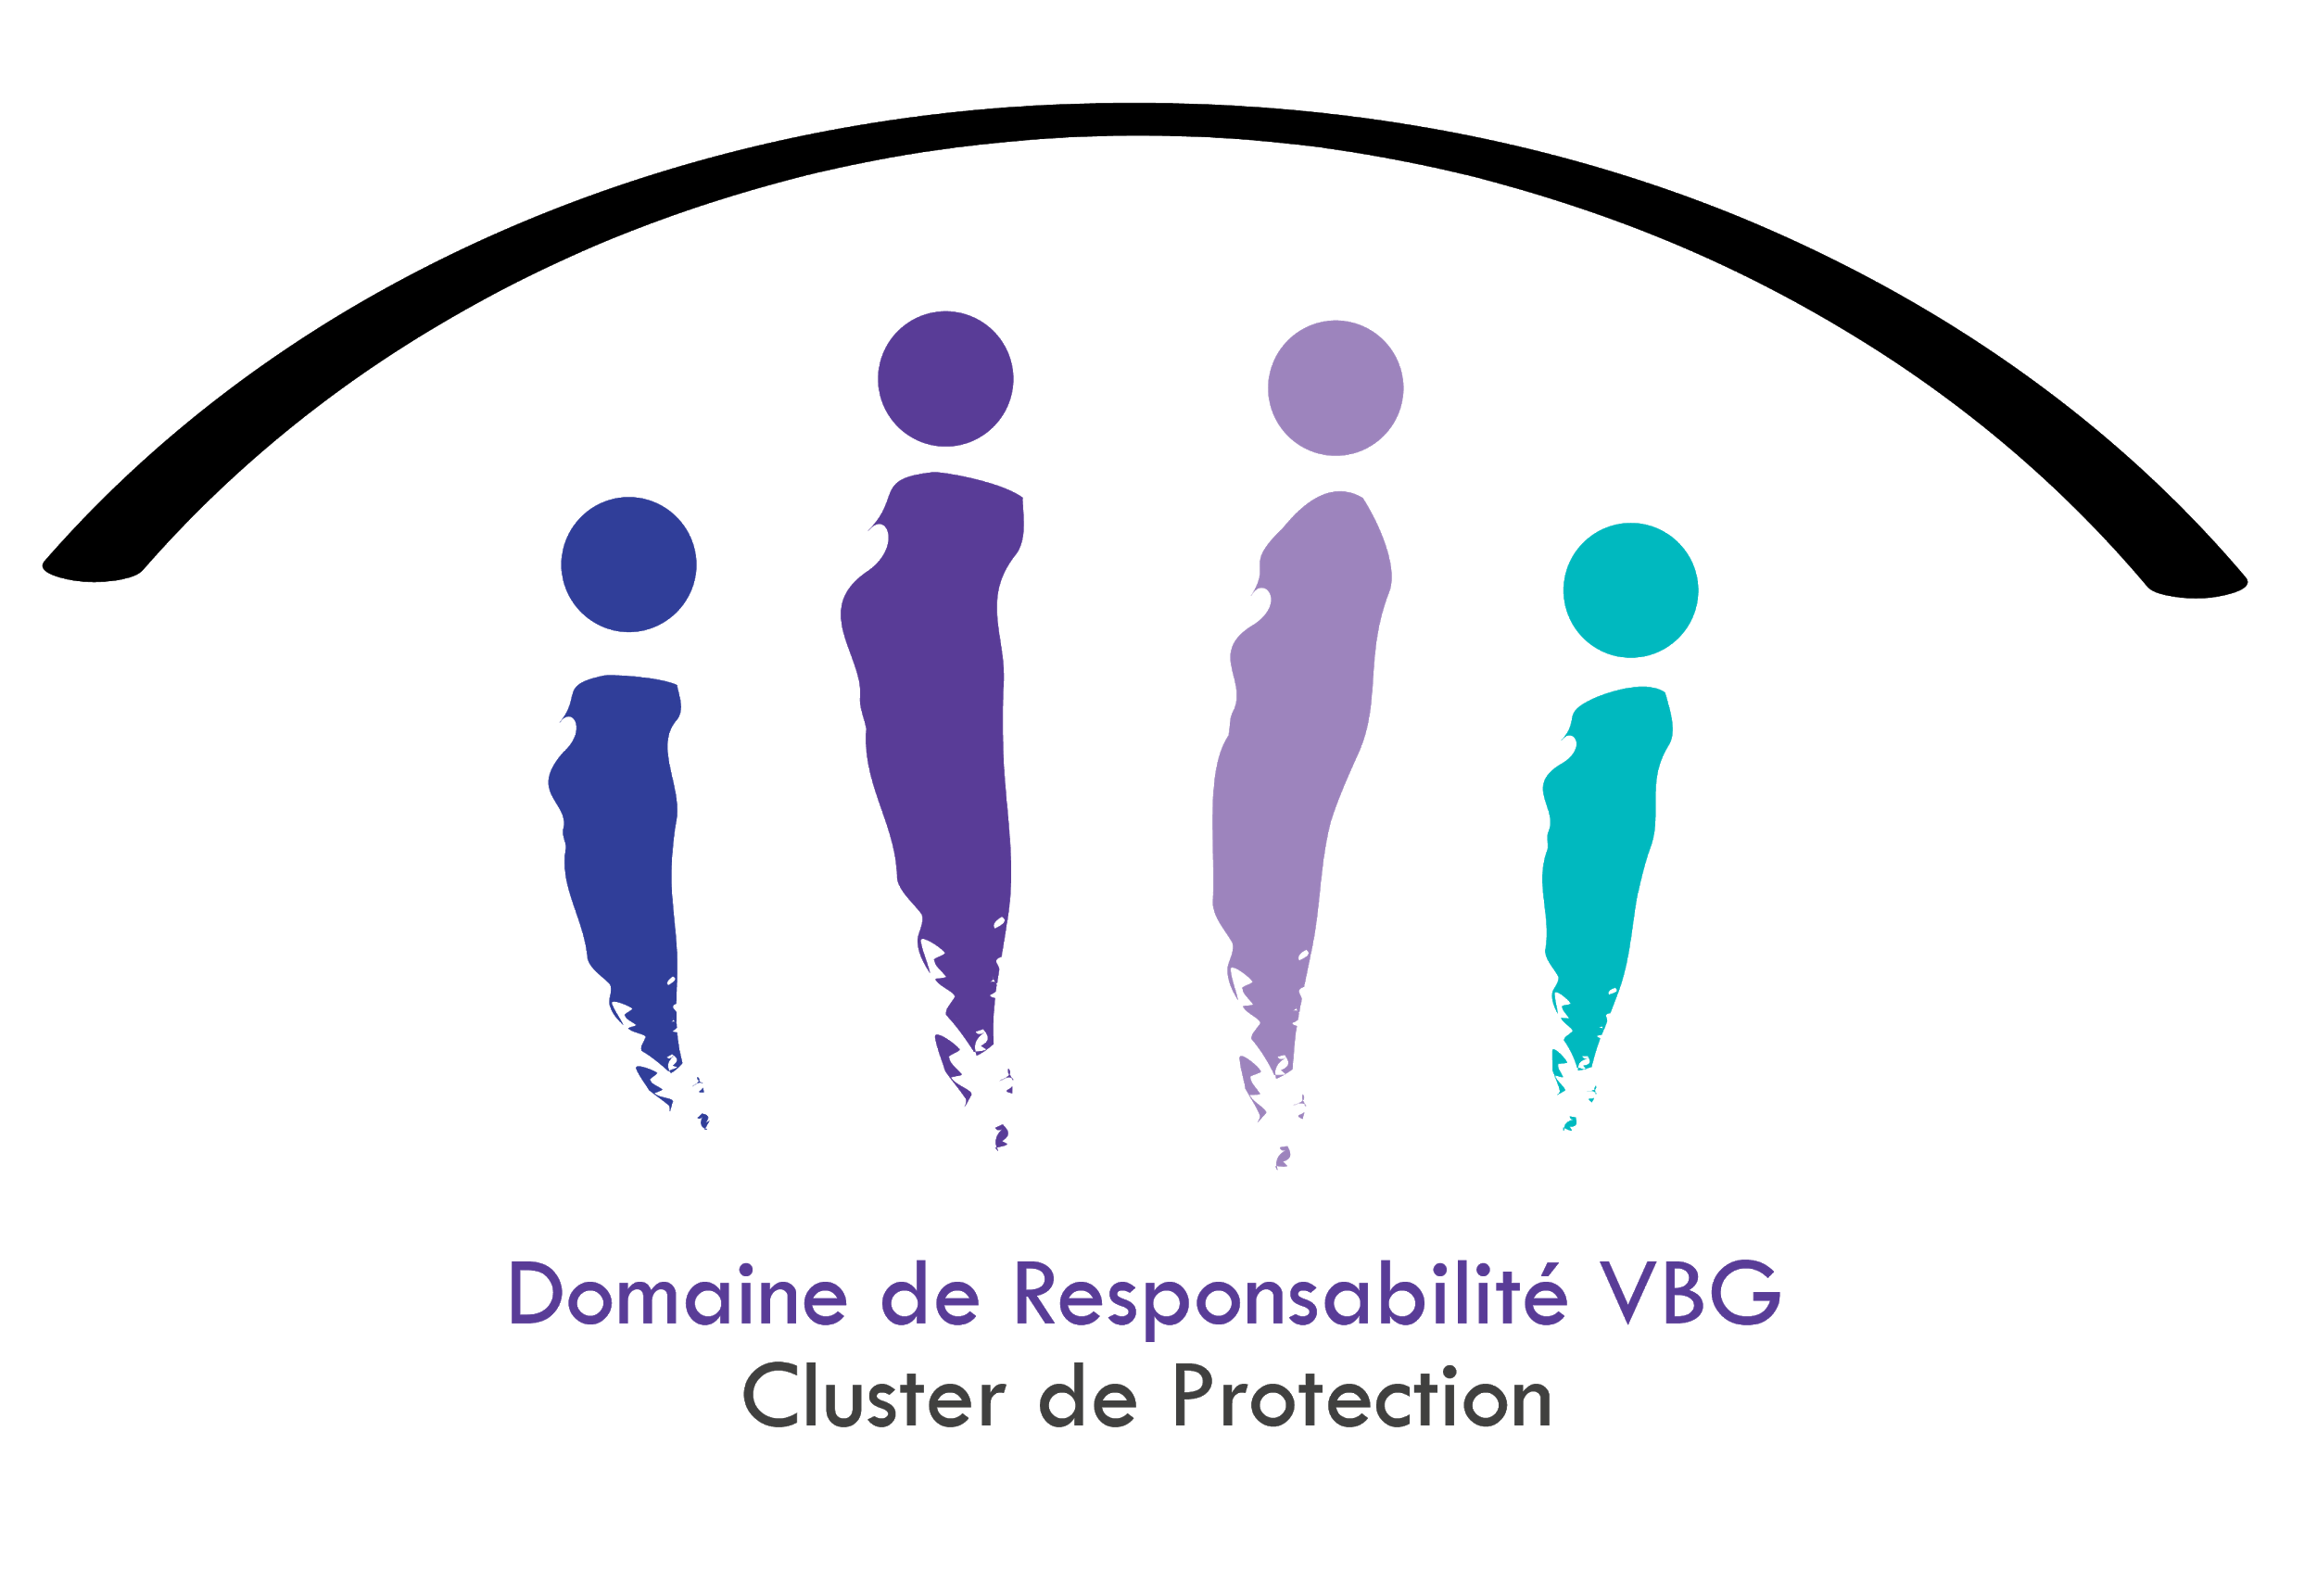 Domaine de Responsabilité VBG
Cluster de Protection